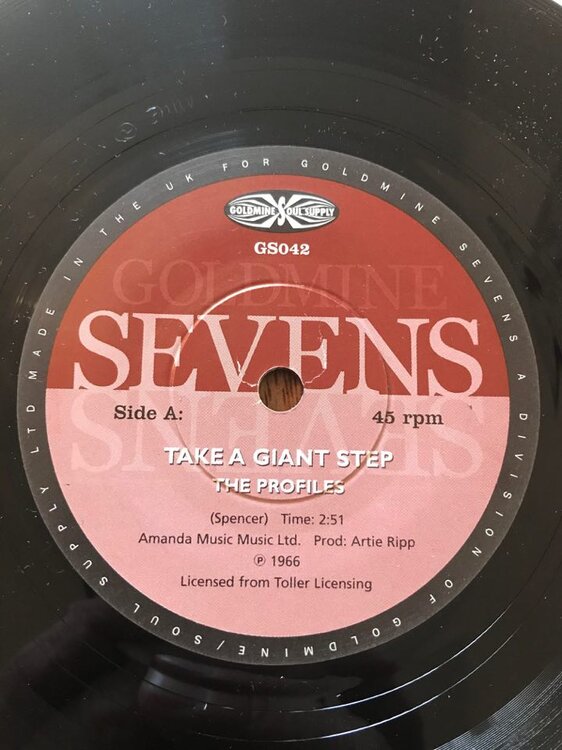 GOLDMINE SOUL SUPPLY
GS042
GOLDMINE
SEVENS
SEVENS
Side A:
45 rpm
TAKE A GIANT STEP
THE PROFILES
(Spencer) Time: 2:51
Amanda Music Music Ltd. Prod: Artie Ripp
℗ 1966
Licensed from Toller Licensing
MADE IN THE UK FOR GOLDMINE SEVENS A DIVISION OF GOLDMINE/SOUL SUPPLY LTD